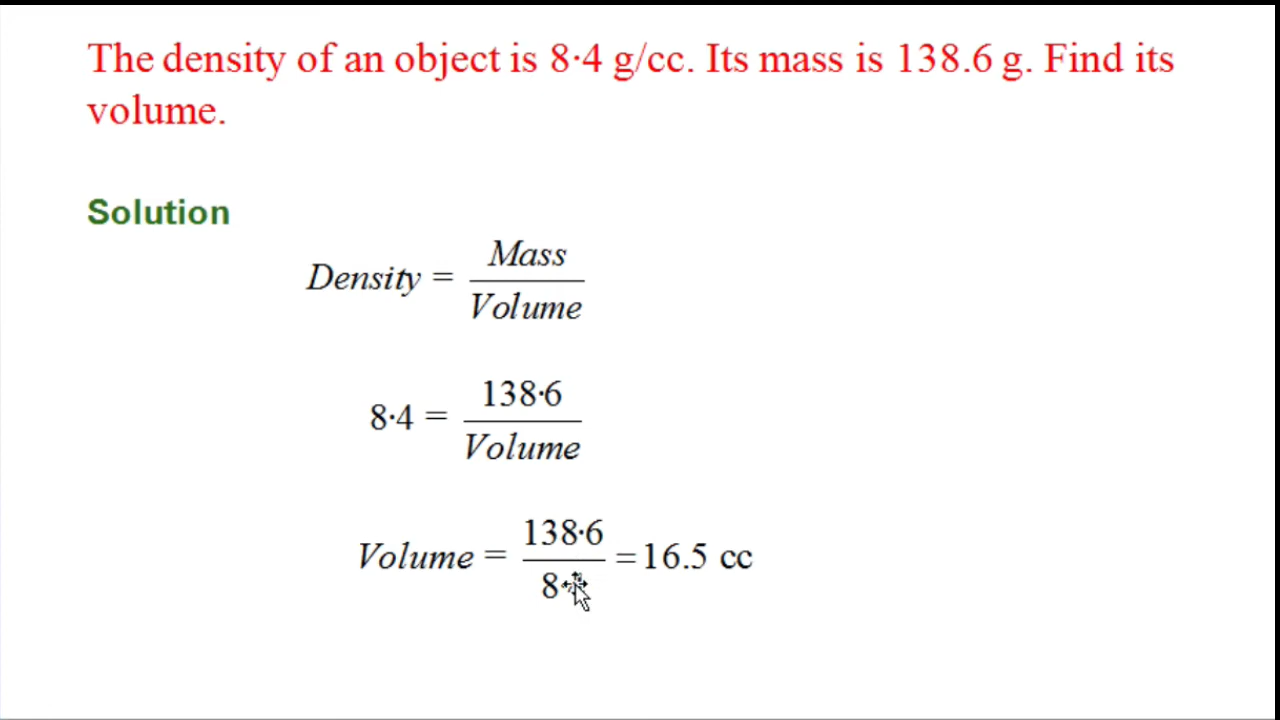 The density of an object is 8·4 g/cc. Its mass is 138.6 g. Find its
volume.
Solution
Density = Mass / Volume
8·4 = 138·6 / Volume
Volume = 138·6 / 8· = 16.5 cc